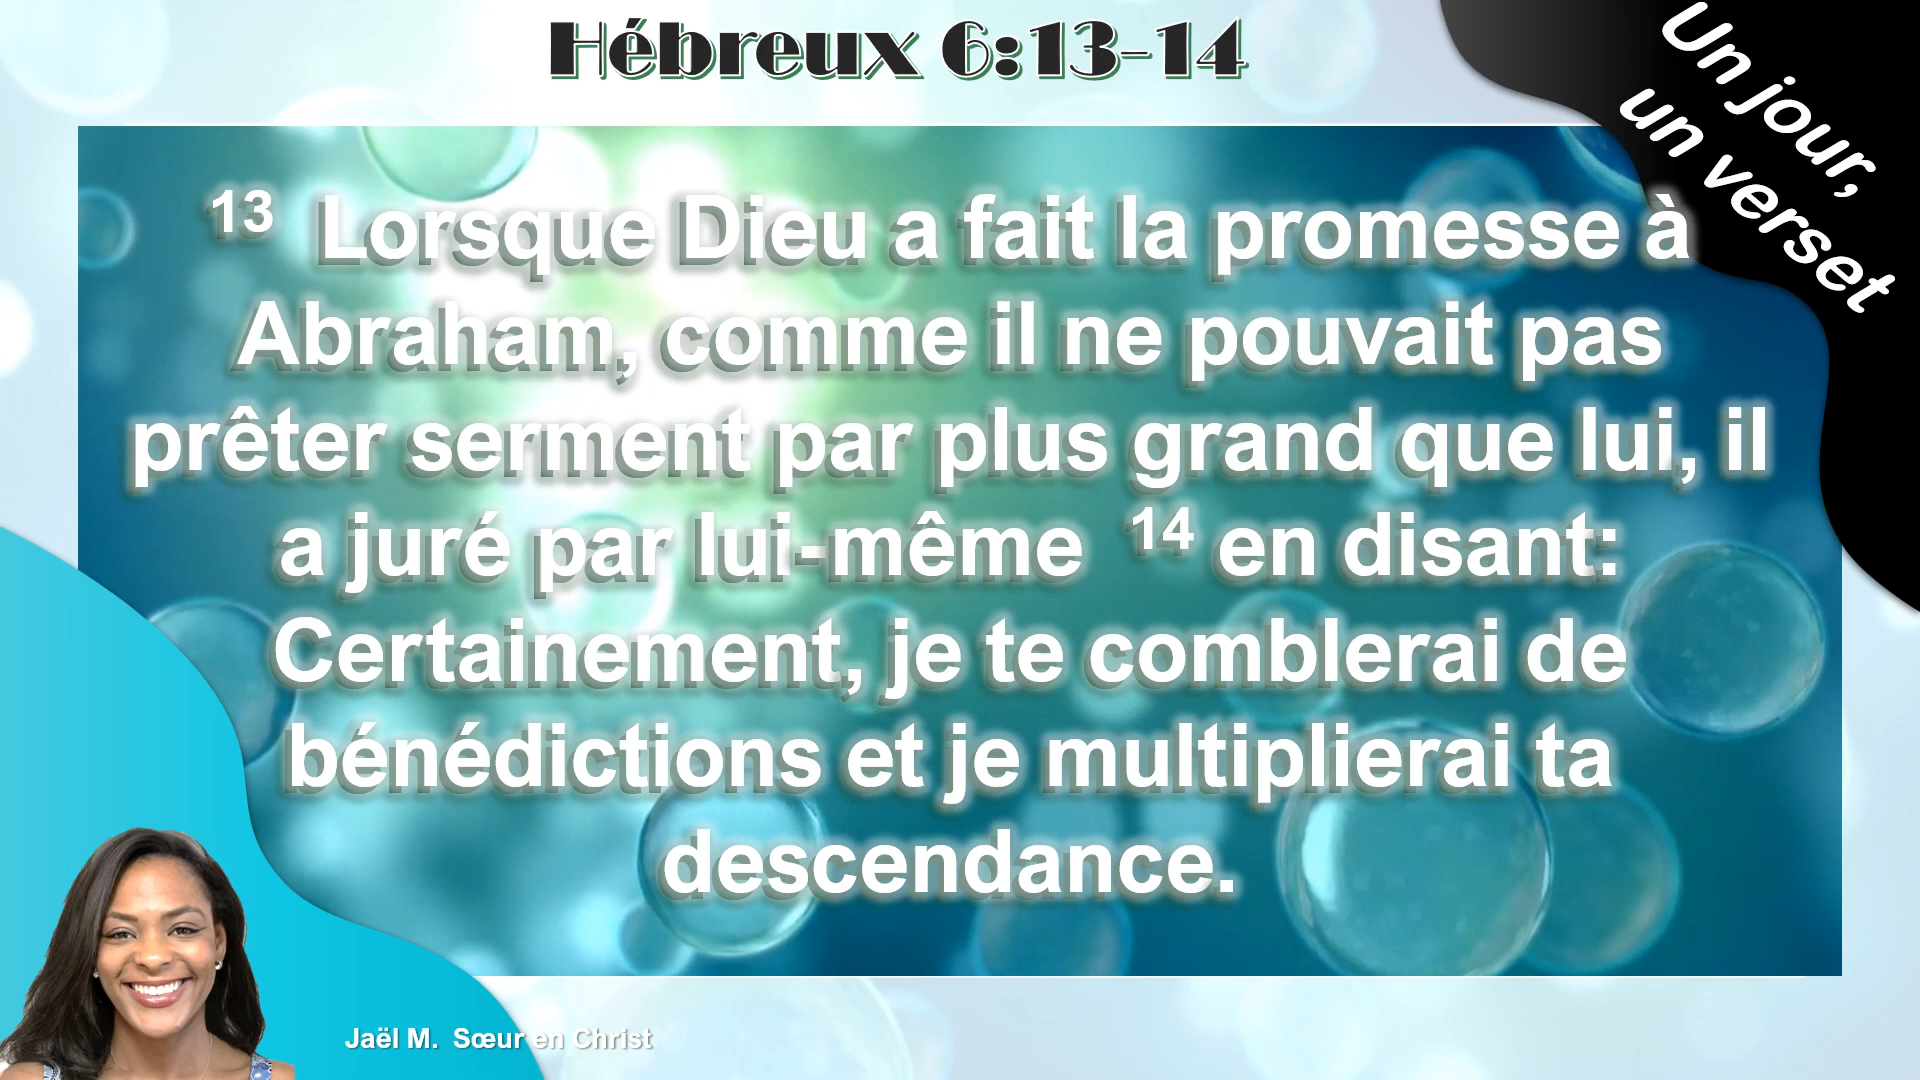 Hébreux 6:13-14
Un jour,
un verset
13 Lorsque Dieu a fait la promesse à
Abraham, comme il ne pouvait pas
prêter serment par plus grand que lui, il
a juré par lui-même 14 en disant:
Certainement, je te comblerai de
bénédictions et je multiplierai ta
descendance.
Jaël M. Sœur en Christ